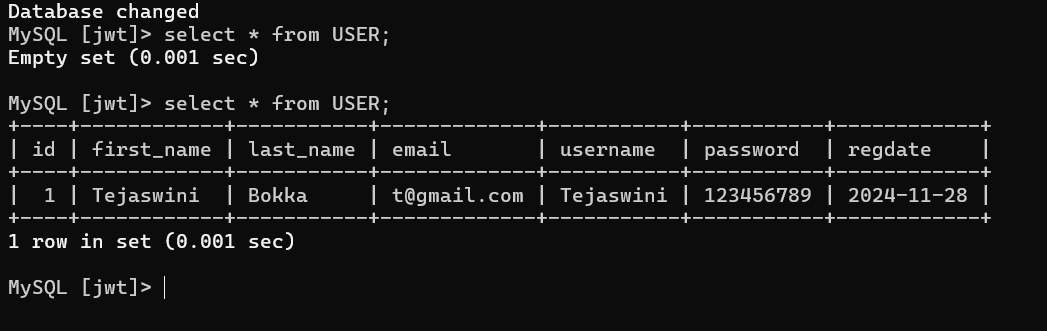 Database changed
MySQL [jwt]> select * from USER;
Empty set (0.001 sec)
MySQL [jwt]> select * from USER;
+----+------------+-----------+-------------+------------+-----------+------------+
| id | first_name | last_name | email       | username   | password  | regdate    |
+----+------------+-----------+-------------+------------+-----------+------------+
|  1 | Tejaswini  | Bokka     | t@gmail.com | Tejaswini  | 123456789 | 2024-11-28 |
+----+------------+-----------+-------------+------------+-----------+------------+
1 row in set (0.001 sec)
MySQL [jwt]>